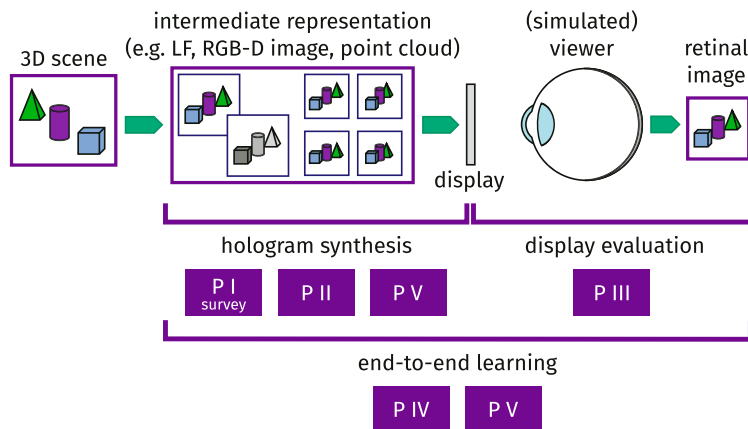 3D scene
intermediate representation
(e.g. LF, RGB-D image, point cloud)
(simulated)
viewer
retinal
image
display
hologram synthesis
display evaluation
P I
survey
P II
P V
P III
end-to-end learning
P IV
P V